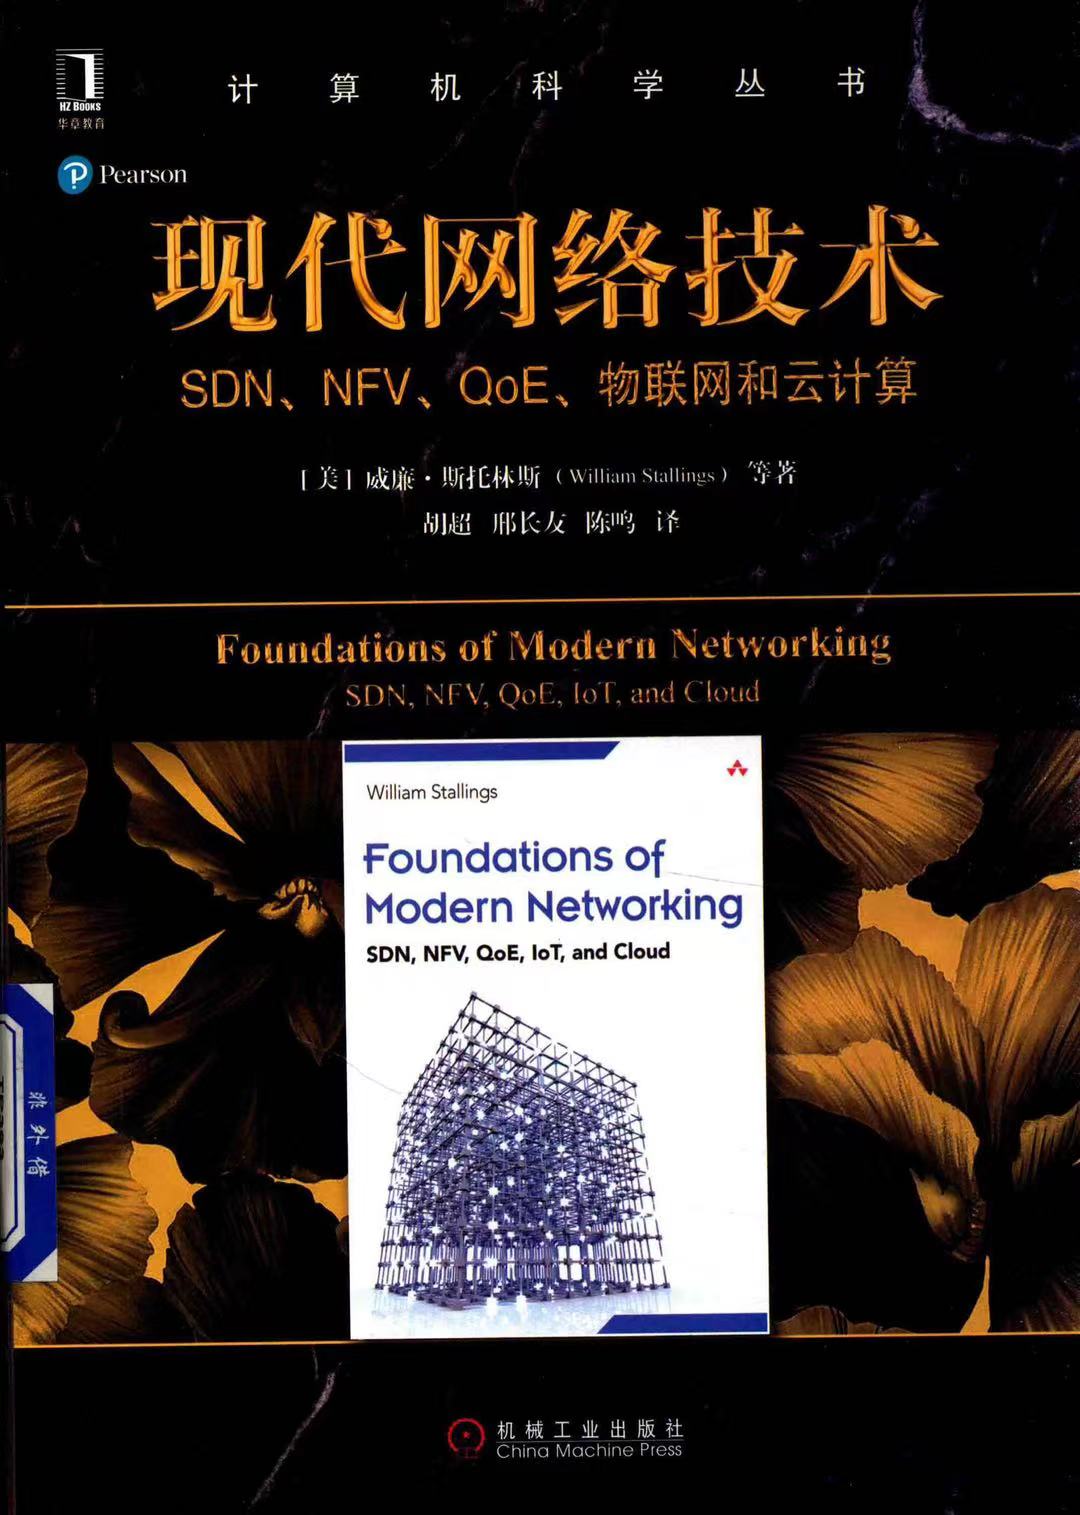 HZ BOOKS
华章教育
计算机科学丛书
Pearson
现代网络技术
SDN、NFV、QoE、物联网和云计算
[美]威廉·斯托林斯（William Stallings）等著
胡超 邢长友 陈鸣 译
Foundations of Modern Networking
SDN, NFV, QoE, IoT, and Cloud
William Stallings
Foundations of
Modern Networking
SDN, NFV, QoE, IoT, and Cloud
非外借
机械工业出版社
China Machine Press